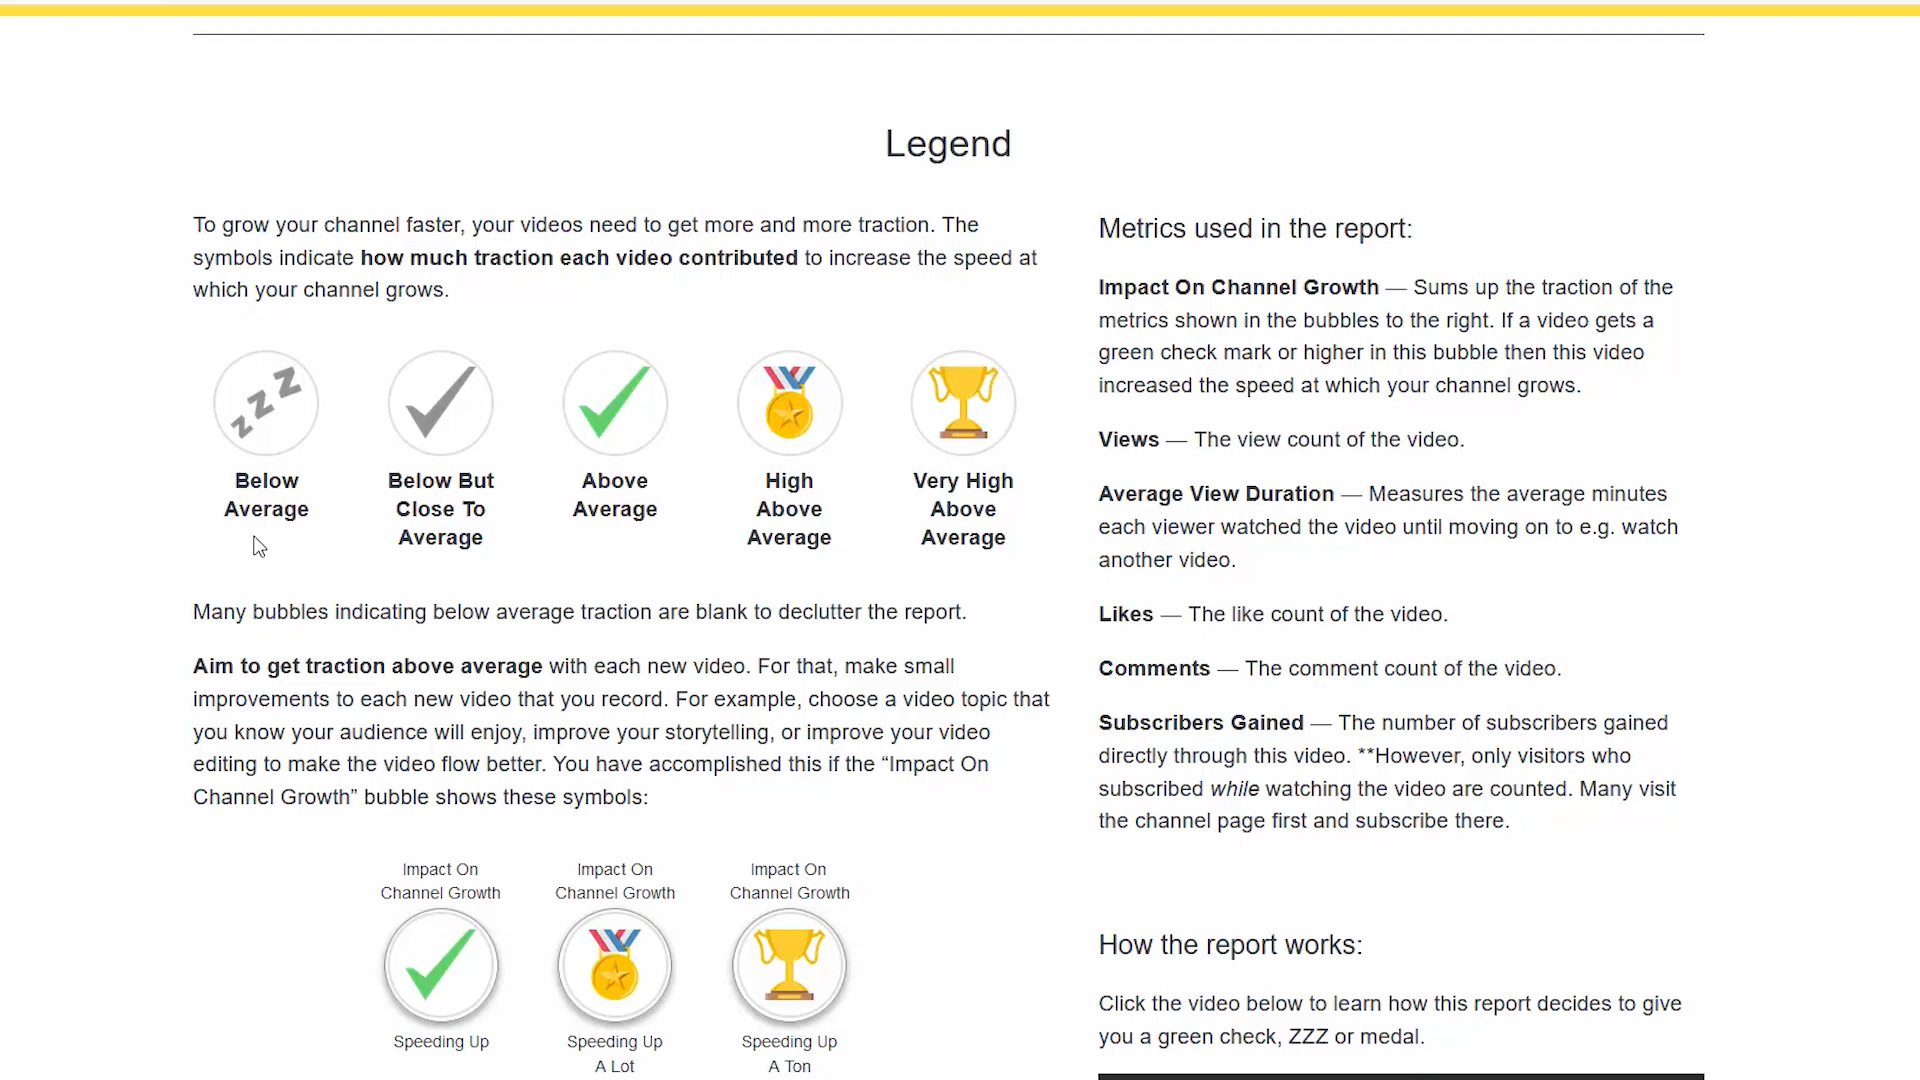 Legend
To grow your channel faster, your videos need to get more and more traction. The
symbols indicate how much traction each video contributed to increase the speed at
which your channel grows.
zzz
Below
Average
Below But
Close To
Average
Above
Average
High
Above
Average
Very High
Above
Average
Many bubbles indicating below average traction are blank to declutter the report.
Aim to get traction above average with each new video. For that, make small
improvements to each new video that you record. For example, choose a video topic that
you know your audience will enjoy, improve your storytelling, or improve your video
editing to make the video flow better. You have accomplished this if the “Impact On
Channel Growth” bubble shows these symbols:
Impact On
Channel Growth
Speeding Up
Impact On
Channel Growth
Speeding Up
A Lot
Impact On
Channel Growth
Speeding Up
A Ton
Metrics used in the report:
Impact On Channel Growth — Sums up the traction of the
metrics shown in the bubbles to the right. If a video gets a
green check mark or higher in this bubble then this video
increased the speed at which your channel grows.
Views — The view count of the video.
Average View Duration — Measures the average minutes
each viewer watched the video until moving on to e.g. watch
another video.
Likes — The like count of the video.
Comments — The comment count of the video.
Subscribers Gained — The number of subscribers gained
directly through this video. **However, only visitors who
subscribed while watching the video are counted. Many visit
the channel page first and subscribe there.
How the report works:
Click the video below to learn how this report decides to give
you a green check, ZZZ or medal.